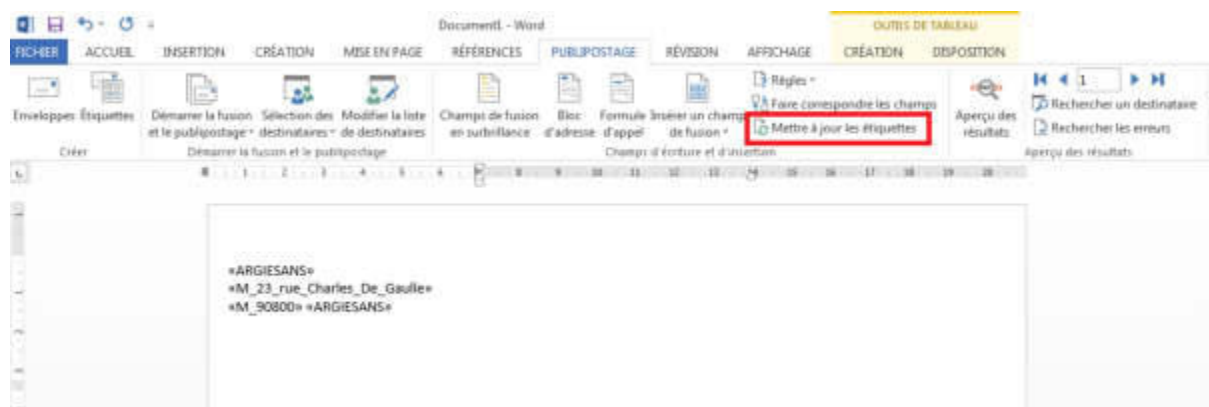 Document1 - Word
OUTILS DE TABLEAU
FICHIER ACCUEIL INSERTION CRÉATION MISE EN PAGE RÉFÉRENCES PUBLIPOSTAGE RÉVISION AFFICHAGE CRÉATION DISPOSITION
Enveloppes Étiquettes
Démarrer la fusion et le publipostage
Sélection des destinataires
Modifier la liste de destinataires
Champs de fusion en surbrillance
Bloc d'adresse
Formule d'appel
Insérer un champ de fusion
Règles
Faire correspondre les champs
Mettre à jour les étiquettes
Aperçu des résultats
1
Rechercher un destinataire
Rechercher les erreurs
Créer
Démarrer la fusion et le publipostage
Champs d'écriture et d'insertion
Aperçu des résultats
«ARGIESANS»
«M_23_rue_Charles_De_Gaulle»
«M_90800» «ARGIESANS»